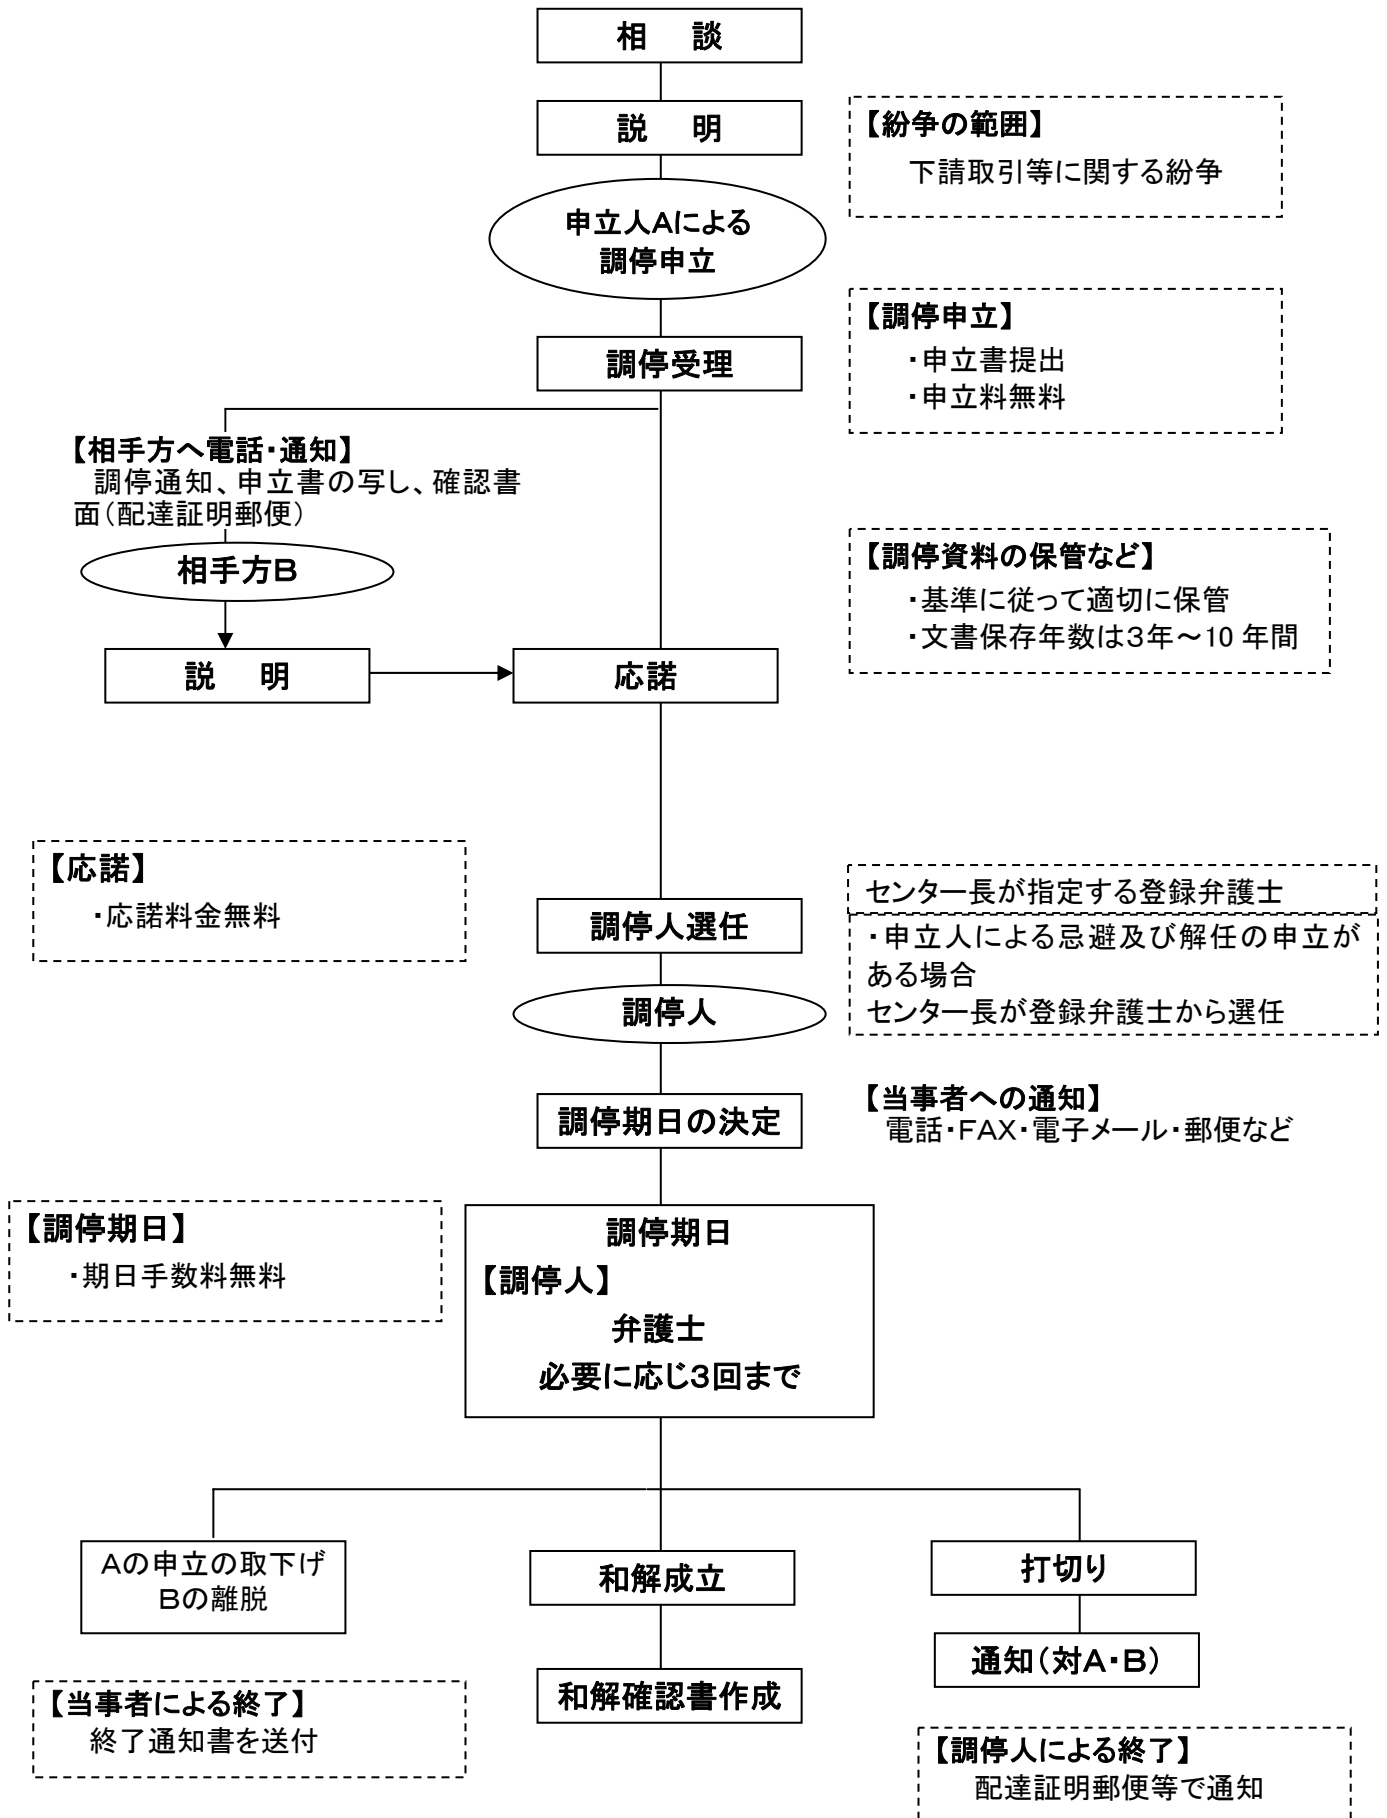 相　談
説　明
【紛争の範囲】
下請取引等に関する紛争
申立人Aによる
調停申立
【調停申立】
・申立書提出
・申立料無料
調停受理
【相手方へ電話・通知】
調停通知、申立書の写し、確認書
面（配達証明郵便）
相手方B
【調停資料の保管など】
・基準に従って適切に保管
・文書保存年数は３年～10 年間
説　明
応諾
【応諾】
・応諾料金無料
調停人選任
センター長が指定する登録弁護士
・申立人による忌避及び解任の申立が
ある場合
センター長が登録弁護士から選任
調停人
調停期日の決定
【当事者への通知】
電話・FAX・電子メール・郵便など
【調停期日】
・期日手数料無料
調停期日
【調停人】
弁護士
必要に応じ３回まで
Aの申立の取下げ
Bの離脱
和解成立
打切り
通知（対A・B）
【当事者による終了】
終了通知書を送付
和解確認書作成
【調停人による終了】
配達証明郵便等で通知